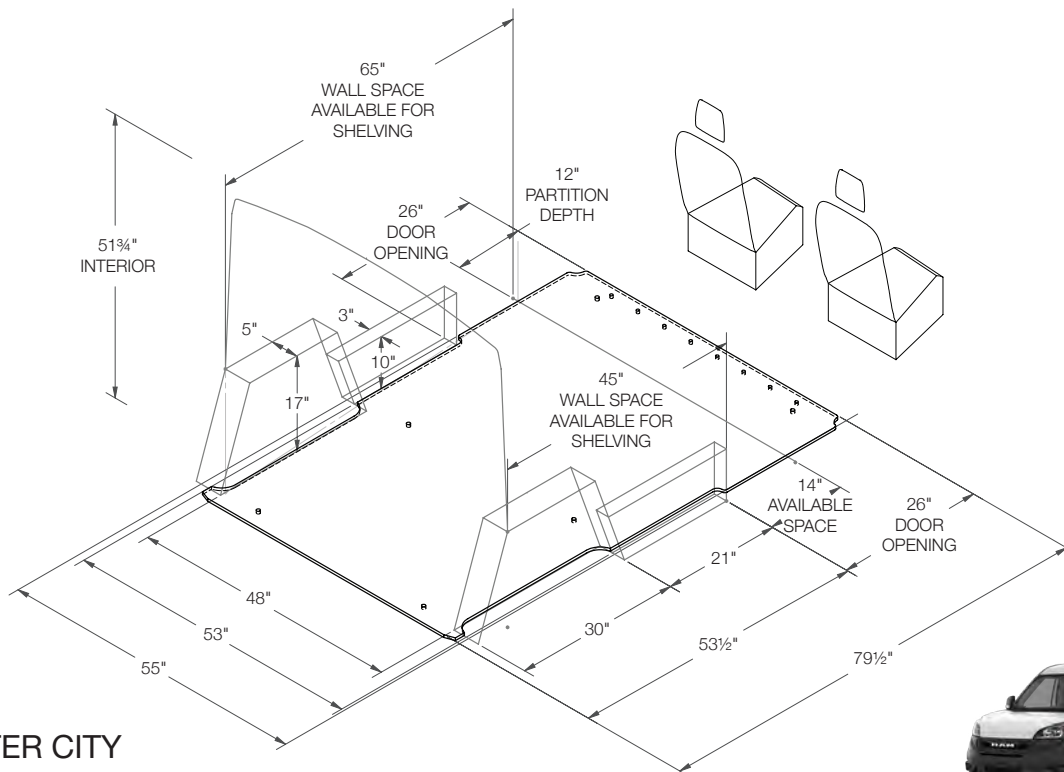 65"
WALL SPACE
AVAILABLE FOR
SHELVING
12"
PARTITION
DEPTH
26"
DOOR
OPENING
51¾"
INTERIOR
5"
3"
10"
17"
45"
WALL SPACE
AVAILABLE FOR
SHELVING
14"
AVAILABLE
SPACE
26"
DOOR
OPENING
21"
30"
53½"
79½"
48"
53"
55"
TER CITY
RAM